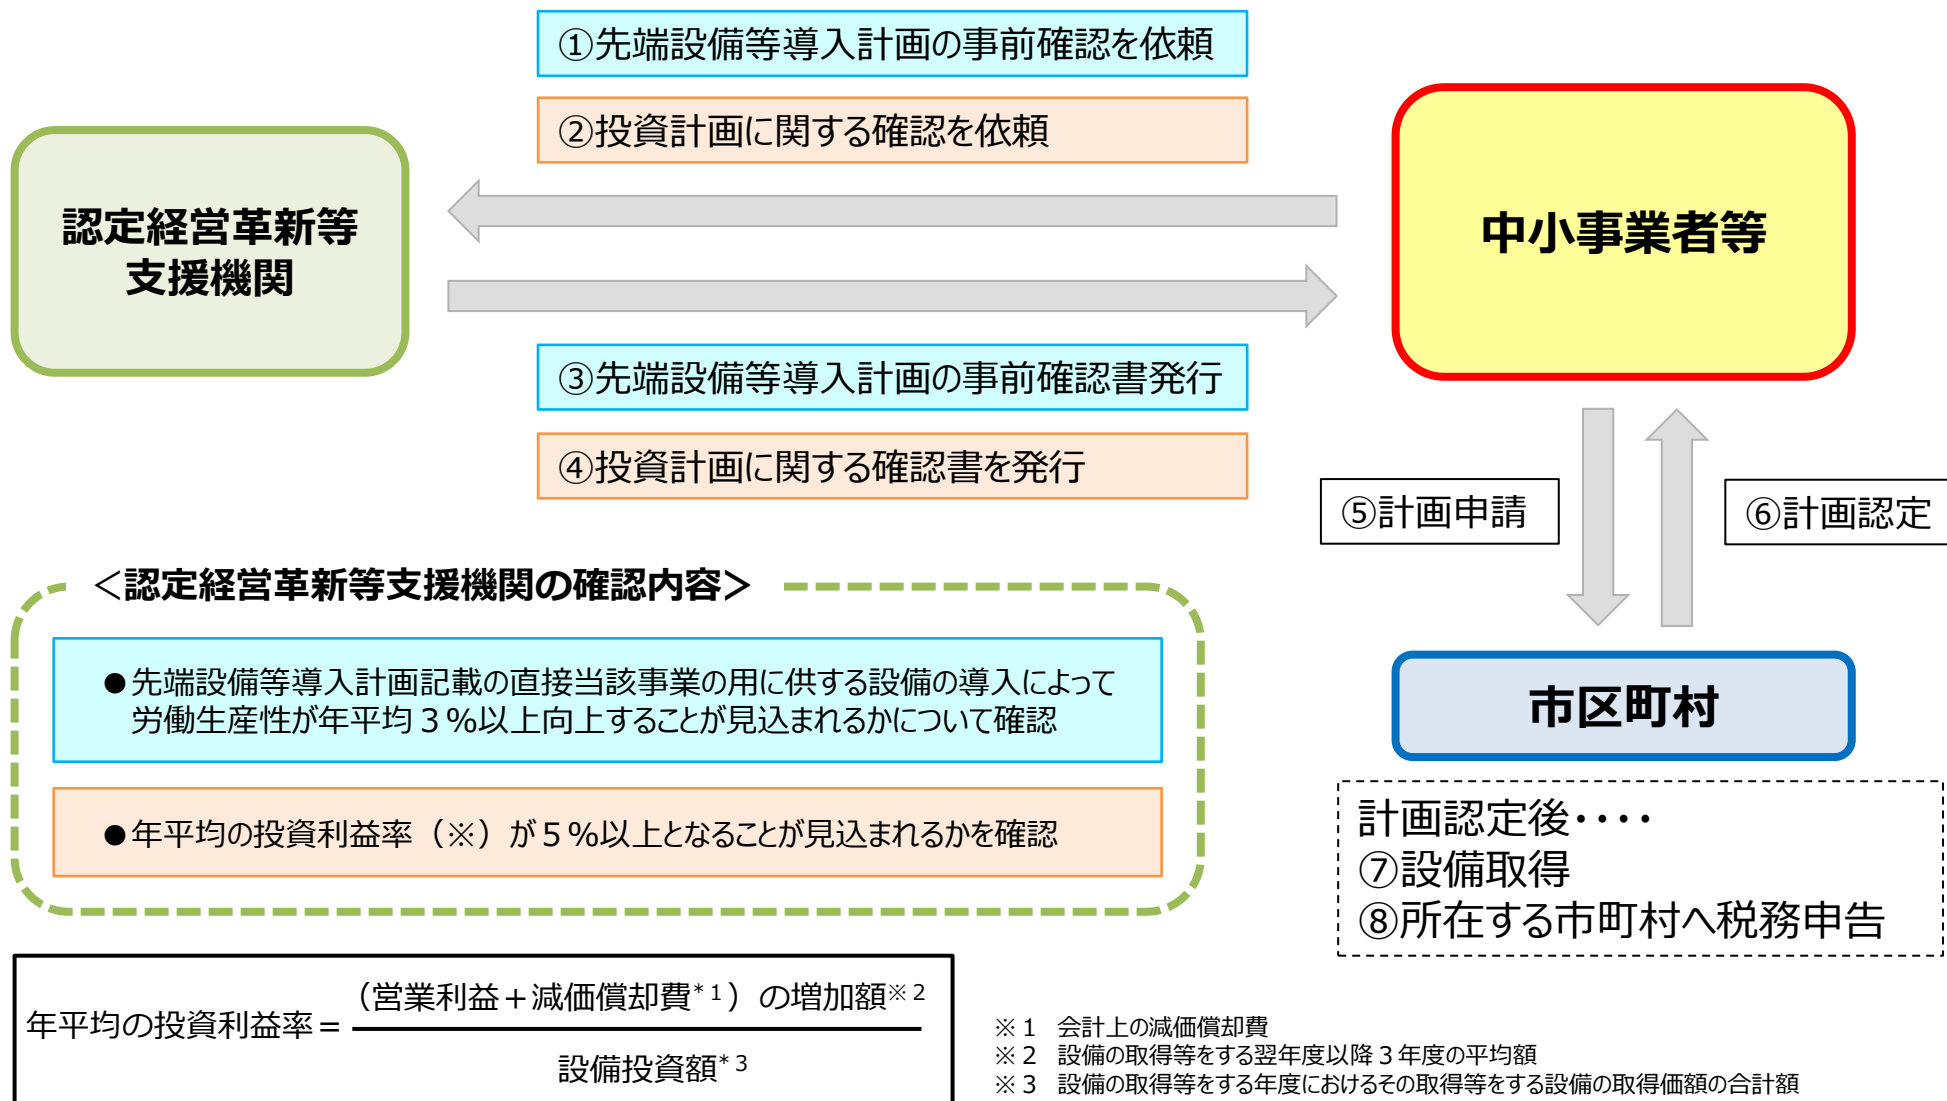 ①先端設備等導入計画の事前確認を依頼
②投資計画に関する確認を依頼
認定経営革新等
支援機関
中小事業者等
③先端設備等導入計画の事前確認書発行
④投資計画に関する確認書を発行
⑤計画申請
⑥計画認定
＜認定経営革新等支援機関の確認内容＞
●先端設備等導入計画記載の直接当該事業の用に供する設備の導入によって
労働生産性が年平均３％以上向上することが見込まれるかについて確認
●年平均の投資利益率（※）が５％以上となることが見込まれるかを確認
市区町村
計画認定後・・・・
⑦設備取得
⑧所在する市町村へ税務申告
（営業利益＋減価償却費*1）の増加額※2
年平均の投資利益率＝
設備投資額*3
※１　会計上の減価償却費
※２　設備の取得等をする翌年度以降３年度の平均額
※３　設備の取得等をする年度におけるその取得等をする設備の取得価額の合計額